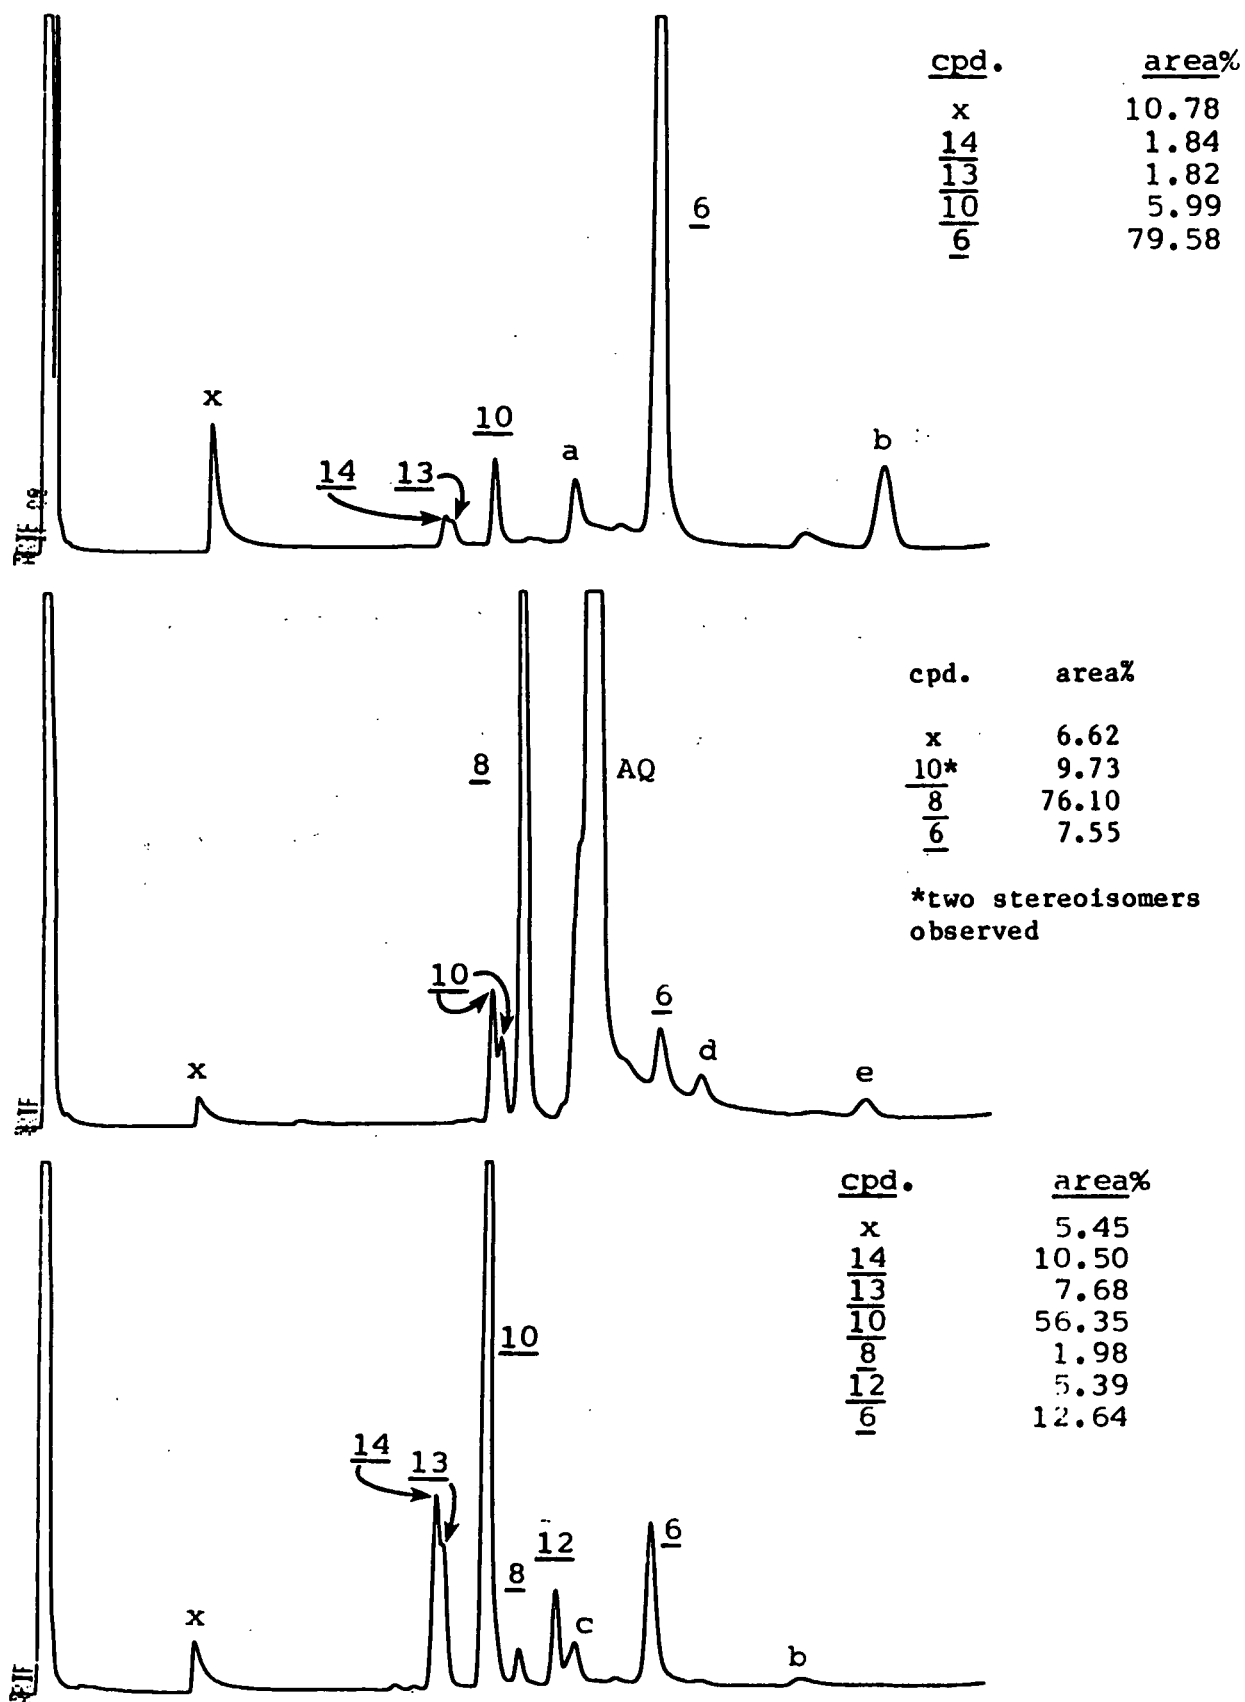 cpd. area%
x 10.78
14 1.84
13 1.82
10 5.99
6 79.58
6
x
10
a
b
14 13
cpd. area%
x 6.62
10* 9.73
8 76.10
6 7.55
*two stereoisomers
observed
8
AQ
10
6
d
x
e
cpd. area%
x 5.45
14 10.50
13 7.68
10 56.35
8 1.98
12 5.39
6 12.64
10
14 13
12
6
8
x
c
b